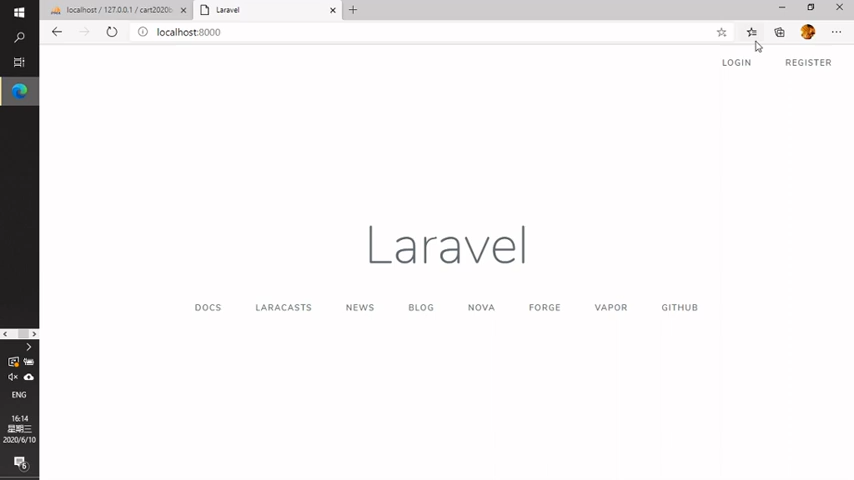 localhost / 127.0.0.1 / cart2020
Laravel
localhost:8000
LOGIN REGISTER
Laravel
DOCS LARACASTS NEWS BLOG NOVA FORGE VAPOR GITHUB
ENG
16:14
星期三
2020/6/10
6